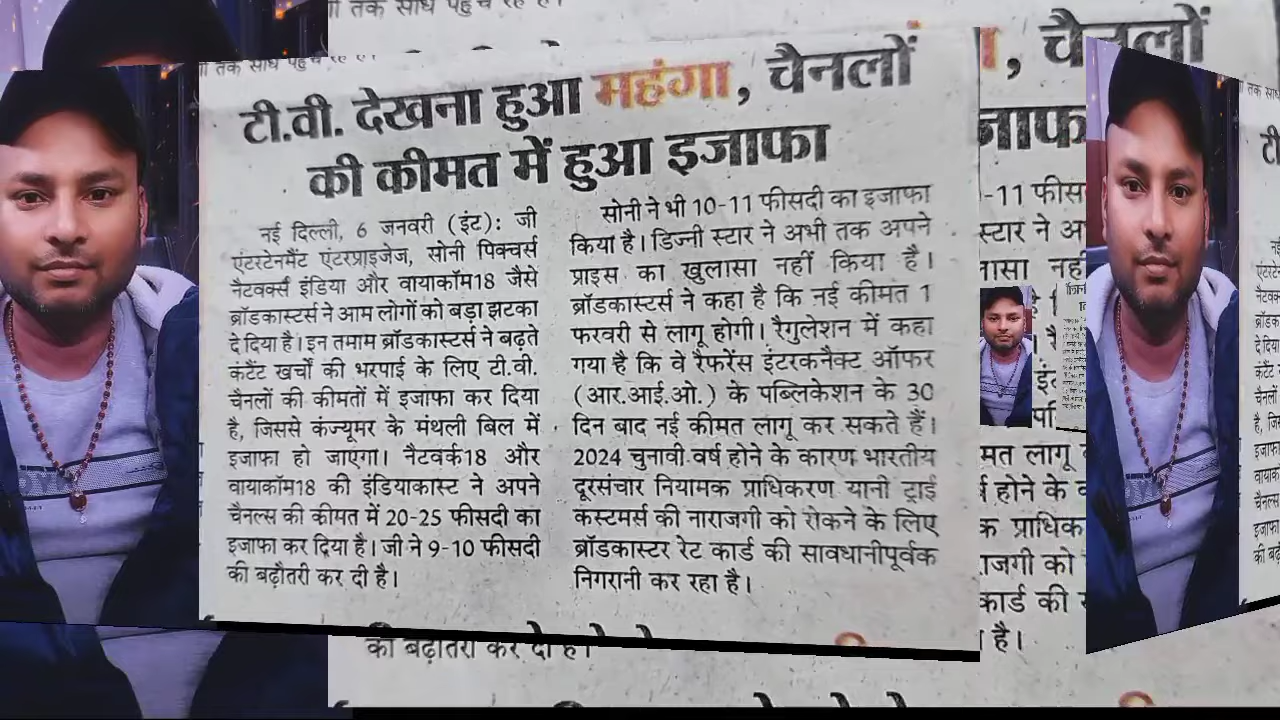 टी.वी. देखना हुआ महंगा, चैनलों
की कीमत में हुआ इजाफा
नई दिल्ली, 6 जनवरी (इंट): जी
एंटरटेनमैंट एंटरप्राइजेज, सोनी पिक्चर्स
नैटवर्क्स इंडिया और वायाकॉम18 जैसे
ब्रॉडकास्टर्स ने आम लोगों को बड़ा झटका
दे दिया है। इन तमाम ब्रॉडकास्टर्स ने बढ़ते
कंटैंट खर्चों की भरपाई के लिए टी.वी.
चैनलों की कीमतों में इजाफा कर दिया
है, जिससे कंज्यूमर के मंथली बिल में
इजाफा हो जाएगा। नैटवर्क18 और
वायाकॉम18 की इंडियाकास्ट ने अपने
चैनल्स की कीमत में 20-25 फीसदी का
इजाफा कर दिया है। जी ने 9-10 फीसदी
की बढ़ौतरी कर दी है।
सोनी ने भी 10-11 फीसदी का इजाफा
किया है। डिज्नी स्टार ने अभी तक अपने
प्राइस का खुलासा नहीं किया है।
ब्रॉडकास्टर्स ने कहा है कि नई कीमत 1
फरवरी से लागू होगी। रैगुलेशन में कहा
गया है कि वे रैफरेंस इंटरकनैक्ट ऑफर
(आर.आई.ओ.) के पब्लिकेशन के 30
दिन बाद नई कीमत लागू कर सकते हैं।
2024 चुनावी वर्ष होने के कारण भारतीय
दूरसंचार नियामक प्राधिकरण यानी ट्राई
कस्टमर्स की नाराजगी को रोकने के लिए
ब्रॉडकास्टर रेट कार्ड की सावधानीपूर्वक
निगरानी कर रहा है।